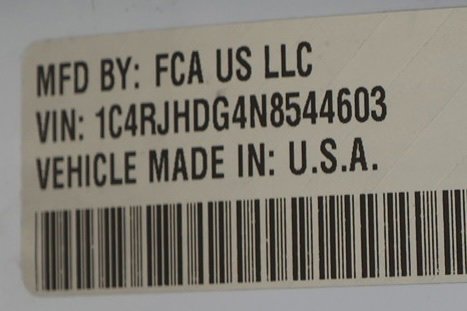 MFD BY: FCA US LLC
VIN: 1C4RJHDG4N8544603
VEHICLE MADE IN: U.S.A.